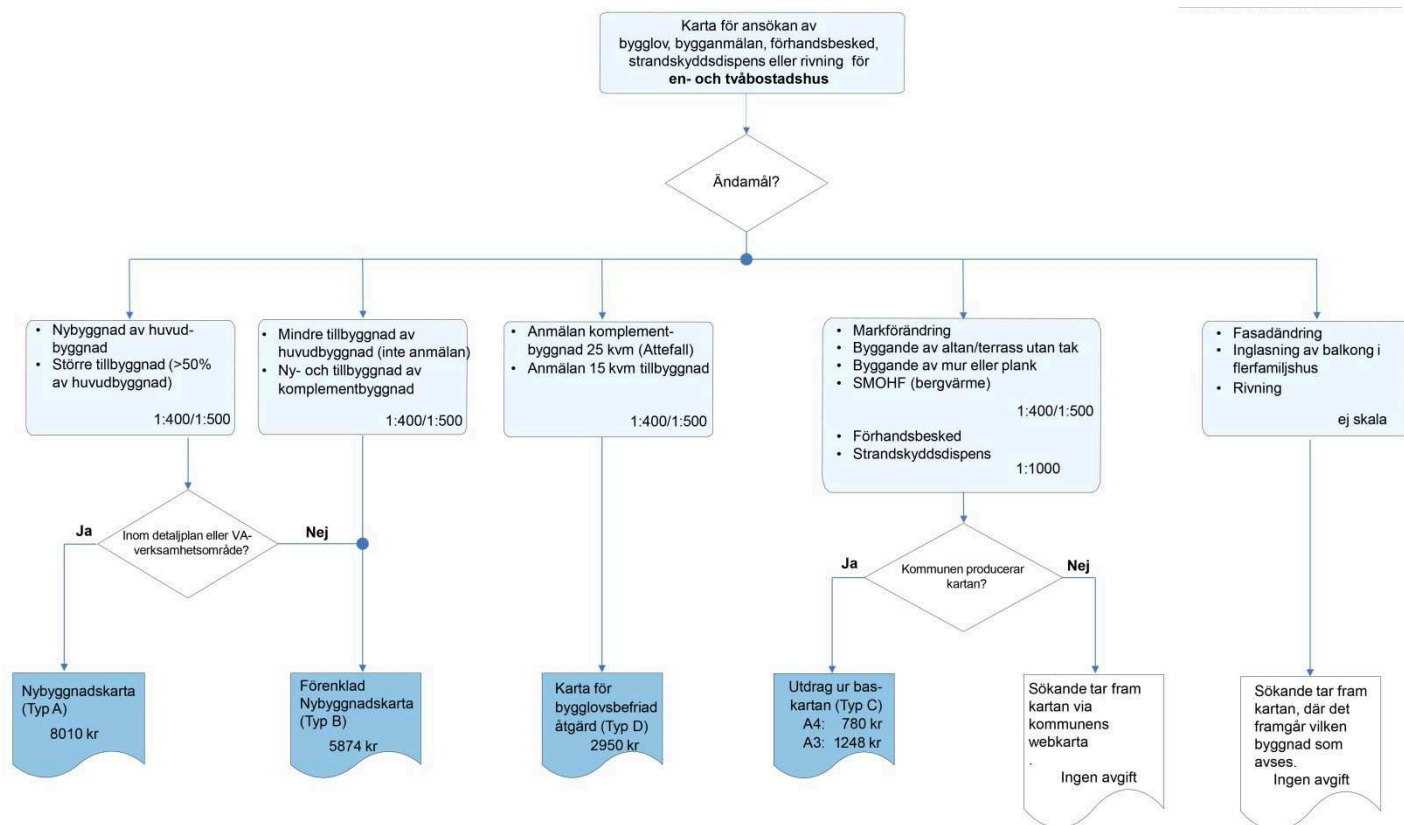 Karta för ansökan av
bygglov, bygganmälan, förhandsbesked,
strandskyddsdispens eller rivning för
en- och tvåbostadshus
Ändamål?
• Nybyggnad av huvud-
byggnad
• Större tillbyggnad (>50%
av huvudbyggnad)
1:400/1:500
• Mindre tillbyggnad av
huvudbyggnad (inte anmälan)
• Ny- och tillbyggnad av
komplementbyggnad
1:400/1:500
• Anmälan komplement-
byggnad 25 kvm (Attefall)
• Anmälan 15 kvm tillbyggnad
1:400/1:500
• Markförändring
• Byggande av altan/terrass utan tak
• Byggande av mur eller plank
• SMOHF (bergvärme)
1:400/1:500
• Förhandsbesked
• Strandskyddsdispens
1:1000
• Fasadändring
• Inglasning av balkong i
flerfamiljshus
• Rivning
ej skala
Ja
Inom detaljplan eller VA-
verksamhetsområde?
Nej
Ja
Kommunen producerar
kartan?
Nej
Nybyggnadskarta
(Typ A)
8010 kr
Förenklad
Nybyggnadskarta
(Typ B)
5874 kr
Karta för
bygglovsbefriad
åtgärd (Typ D)
2950 kr
Utdrag ur bas-
kartan (Typ C)
A4: 780 kr
A3: 1248 kr
Sökande tar fram
kartan via
kommunens
webkarta
.
Ingen avgift
Sökande tar fram
kartan, där det
framgår vilken
byggnad som
avses.
Ingen avgift